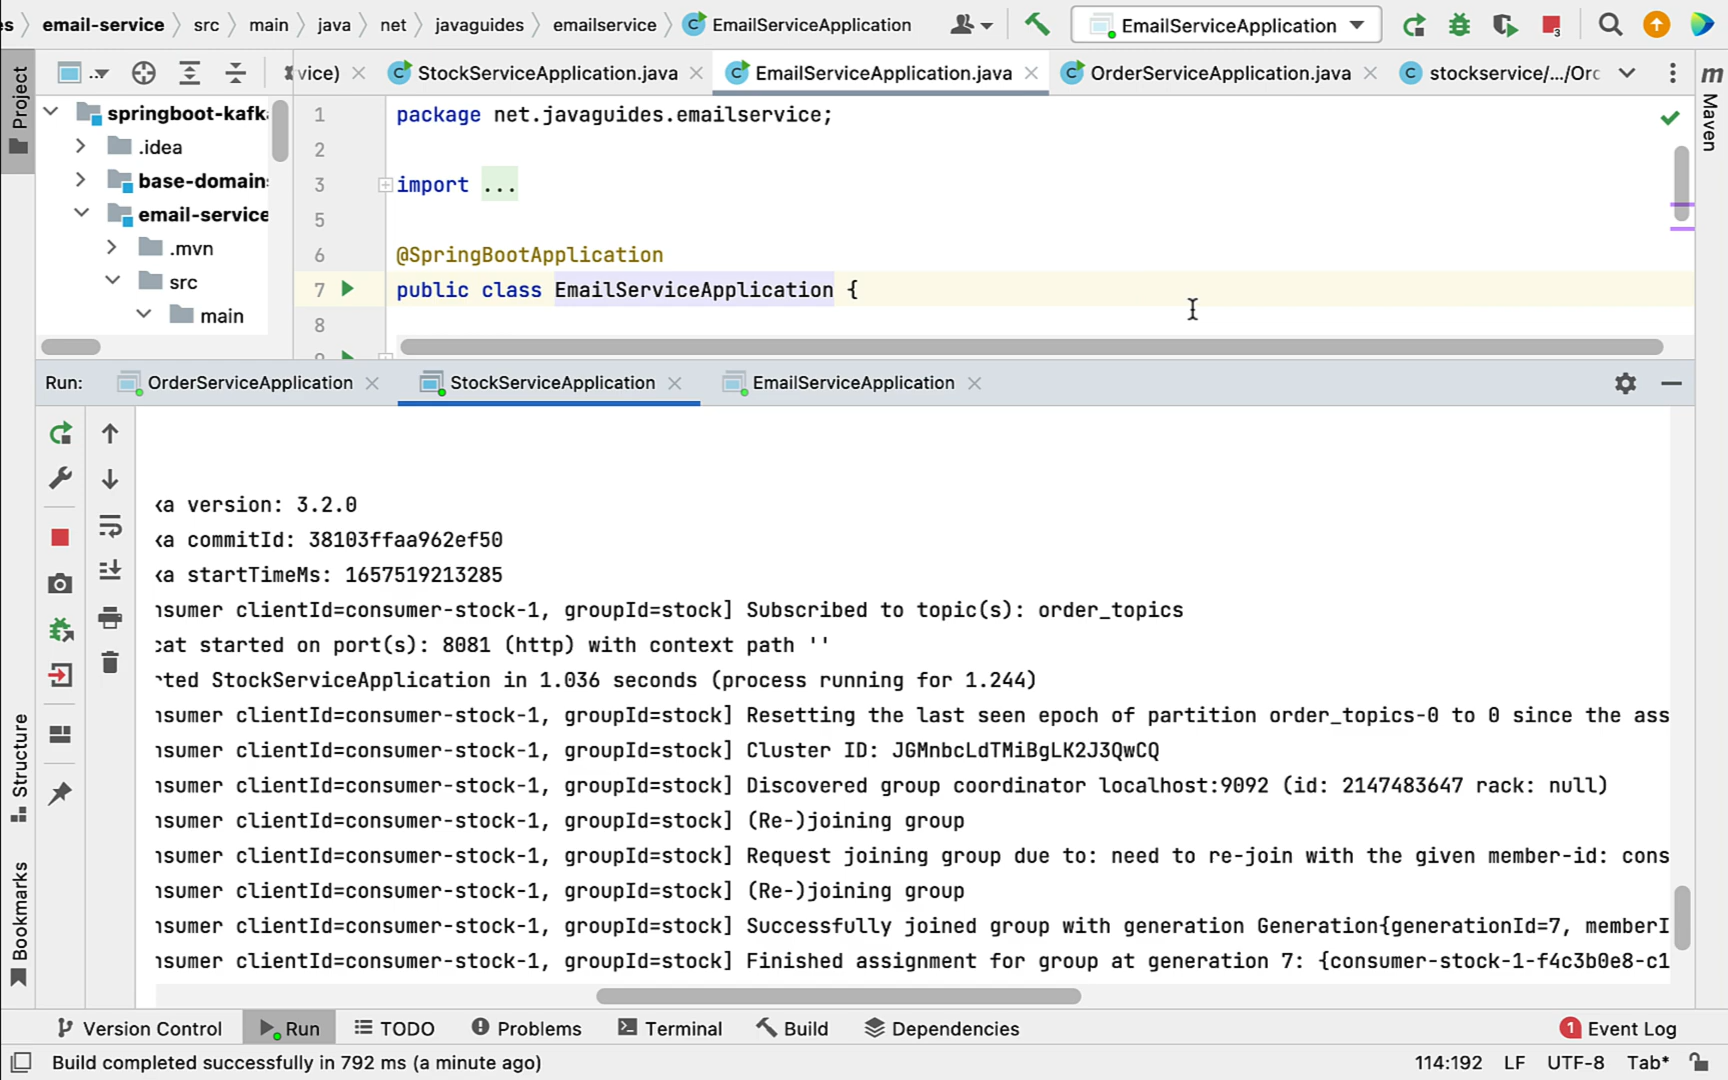 es email-service src main java net javaguides emailservice EmailServiceApplication EmailServiceApplication 3
Project .. vice) StockServiceApplication.java EmailServiceApplication.java OrderServiceApplication.java stockservice/.../Orc m Maven
springboot-kafk
.idea
base-domain
email-service
.mvn
src
main
1 package net.javaguides.emailservice;
2
3 import ...
5
6 @SpringBootApplication
7 public class EmailServiceApplication {
8
Run: OrderServiceApplication StockServiceApplication EmailServiceApplication
ka version: 3.2.0
ka commitId: 38103ffaa962ef50
ka startTimeMs: 1657519213285
nsumer clientId=consumer-stock-1, groupId=stock] Subscribed to topic(s): order_topics
cat started on port(s): 8081 (http) with context path ''
rted StockServiceApplication in 1.036 seconds (process running for 1.244)
nsumer clientId=consumer-stock-1, groupId=stock] Resetting the last seen epoch of partition order_topics-0 to 0 since the ass
nsumer clientId=consumer-stock-1, groupId=stock] Cluster ID: JGMnbcLdTMiBgLK2J3QwCQ
nsumer clientId=consumer-stock-1, groupId=stock] Discovered group coordinator localhost:9092 (id: 2147483647 rack: null)
nsumer clientId=consumer-stock-1, groupId=stock] (Re-)joining group
nsumer clientId=consumer-stock-1, groupId=stock] Request joining group due to: need to re-join with the given member-id: cons
nsumer clientId=consumer-stock-1, groupId=stock] (Re-)joining group
nsumer clientId=consumer-stock-1, groupId=stock] Successfully joined group with generation Generation{generationId=7, memberI
nsumer clientId=consumer-stock-1, groupId=stock] Finished assignment for group at generation 7: {consumer-stock-1-f4c3b0e8-c1
Structure
Bookmarks
Version Control Run TODO Problems Terminal Build Dependencies 1 Event Log
Build completed successfully in 792 ms (a minute ago) 114:192 LF UTF-8 Tab*